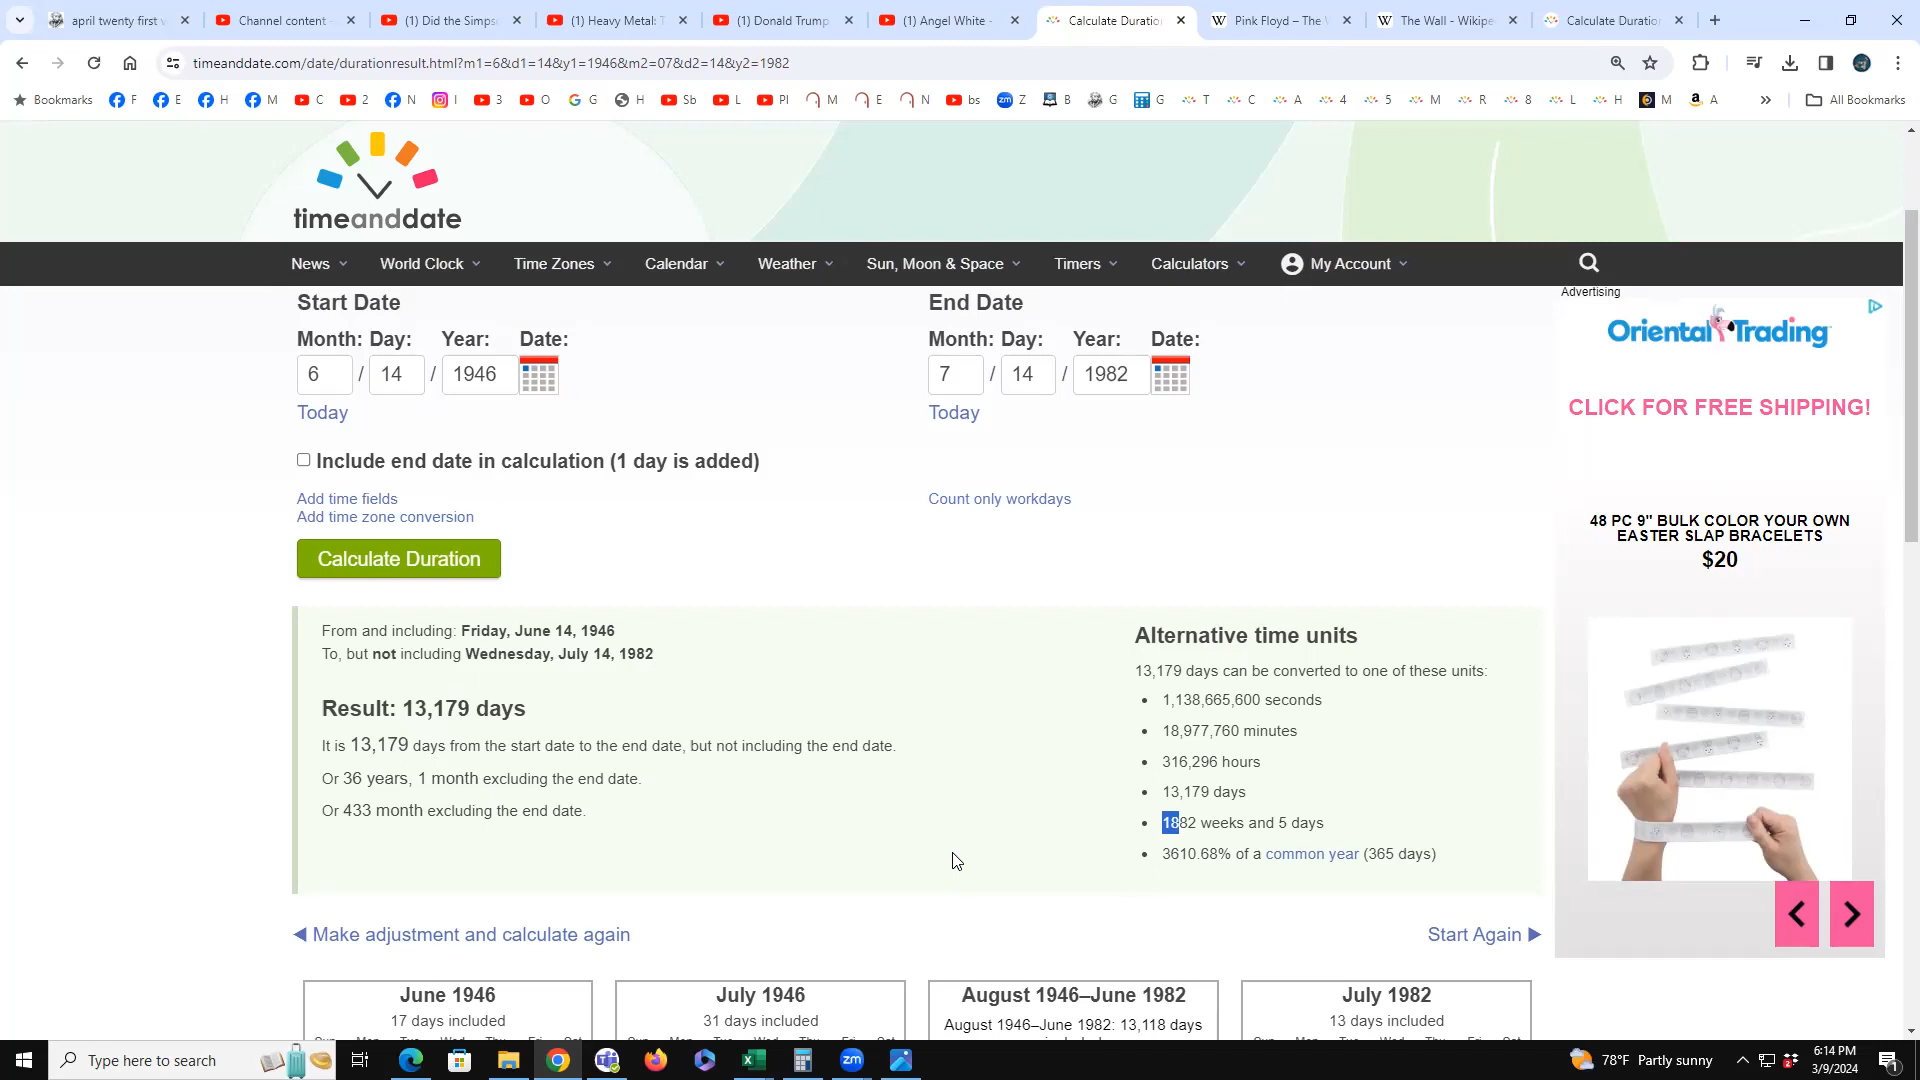 april twenty first v
Channel content -
(1) Did the Simps
(1) Heavy Metal: T
(1) Donald Trump
(1) Angel White -
Calculate Duratio
Pink Floyd – The W
The Wall - Wikipe
Calculate Duratio
timeanddate.com/date/durationresult.html?m1=6&d1=14&y1=1946&m2=07&d2=14&y2=1982
Bookmarks F E H M C 2 N I 3 O G H Sb L Pl M E N bs Z B G G T C A 4 5 M R 8 L H M A » All Bookmarks
timeanddate
News World Clock Time Zones Calendar Weather Sun, Moon & Space Timers Calculators My Account
Start Date
Month: Day: Year: Date:
6 / 14 / 1946
Today
End Date
Month: Day: Year: Date:
7 / 14 / 1982
Today
Include end date in calculation (1 day is added)
Add time fields
Add time zone conversion
Count only workdays
Calculate Duration
From and including: Friday, June 14, 1946
To, but not including Wednesday, July 14, 1982
Result: 13,179 days
It is 13,179 days from the start date to the end date, but not including the end date.
Or 36 years, 1 month excluding the end date.
Or 433 month excluding the end date.
Alternative time units
13,179 days can be converted to one of these units:
• 1,138,665,600 seconds
• 18,977,760 minutes
• 316,296 hours
• 13,179 days
• 1882 weeks and 5 days
• 3610.68% of a common year (365 days)
◀ Make adjustment and calculate again
Start Again ▶
June 1946
17 days included
July 1946
31 days included
August 1946–June 1982
August 1946–June 1982: 13,118 days
July 1982
13 days included
Advertising
Oriental Trading
CLICK FOR FREE SHIPPING!
48 PC 9" BULK COLOR YOUR OWN
EASTER SLAP BRACELETS
$20
Type here to search
78°F Partly sunny
6:14 PM
3/9/2024
1